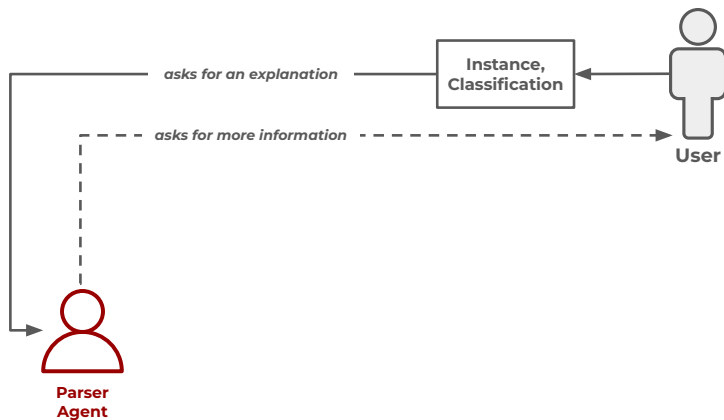 Instance,
Classification
asks for an explanation
asks for more information
User
Parser
Agent